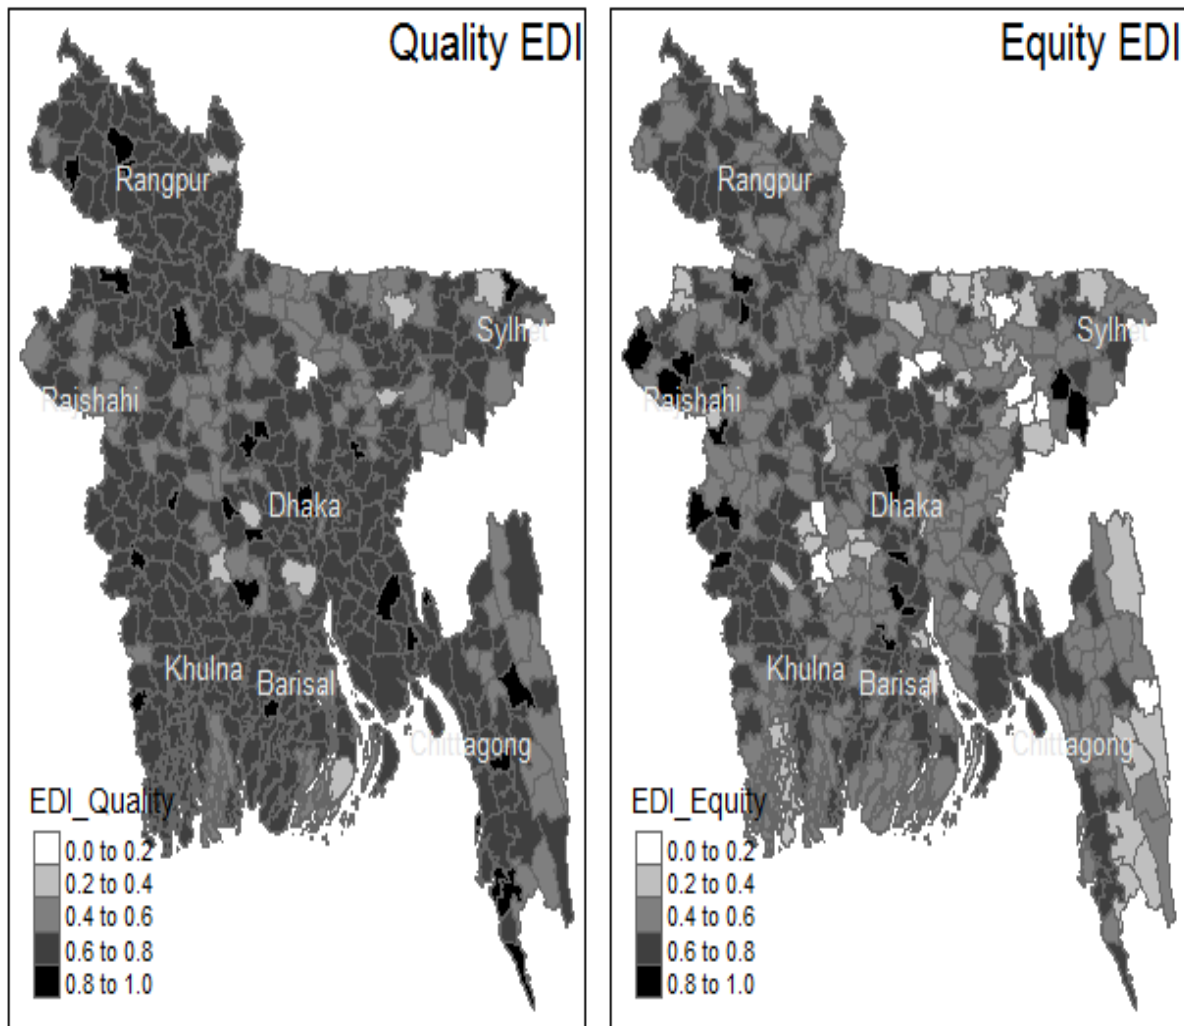 Quality EDI
Rangpur
Sylhet
Rajshahi
Dhaka
Khulna
Barisal
Chittagong
EDI_Quality
0.0 to 0.2
0.2 to 0.4
0.4 to 0.6
0.6 to 0.8
0.8 to 1.0
Equity EDI
Rangpur
Sylhet
Rajshahi
Dhaka
Khulna
Barisal
Chittagong
EDI_Equity
0.0 to 0.2
0.2 to 0.4
0.4 to 0.6
0.6 to 0.8
0.8 to 1.0